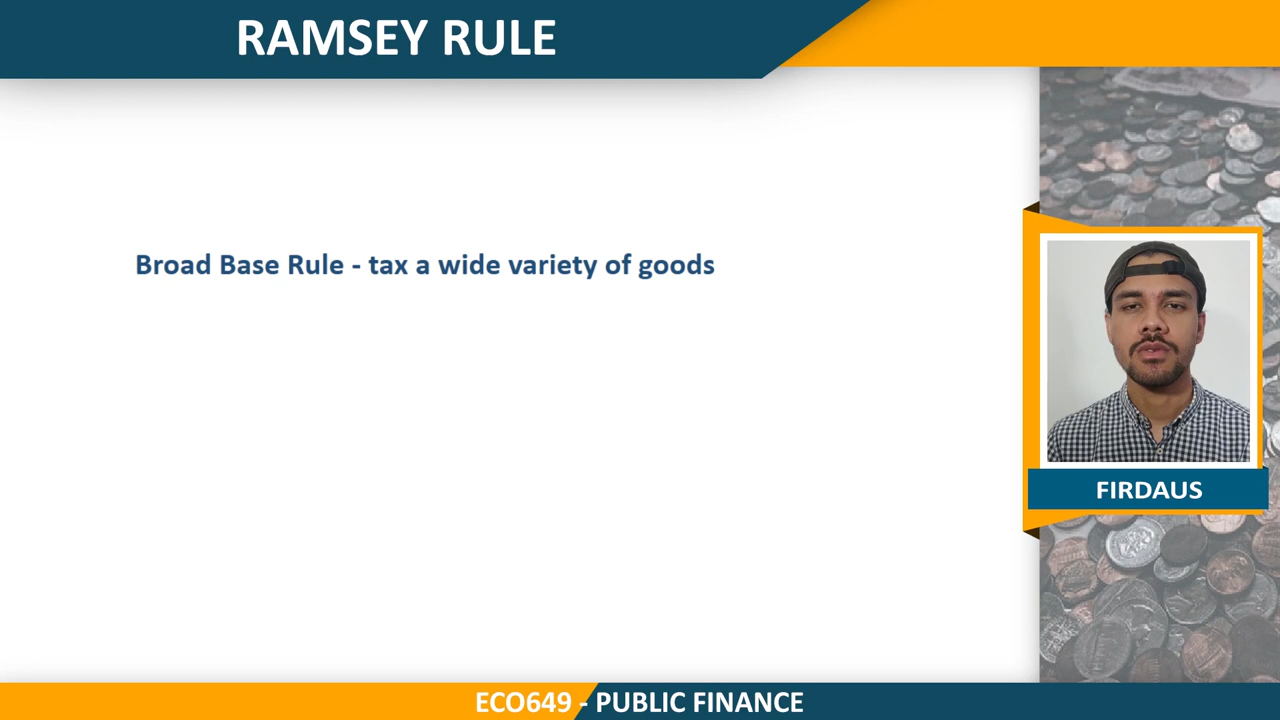 RAMSEY RULE
Broad Base Rule - tax a wide variety of goods
FIRDAUS
ECO649 - PUBLIC FINANCE